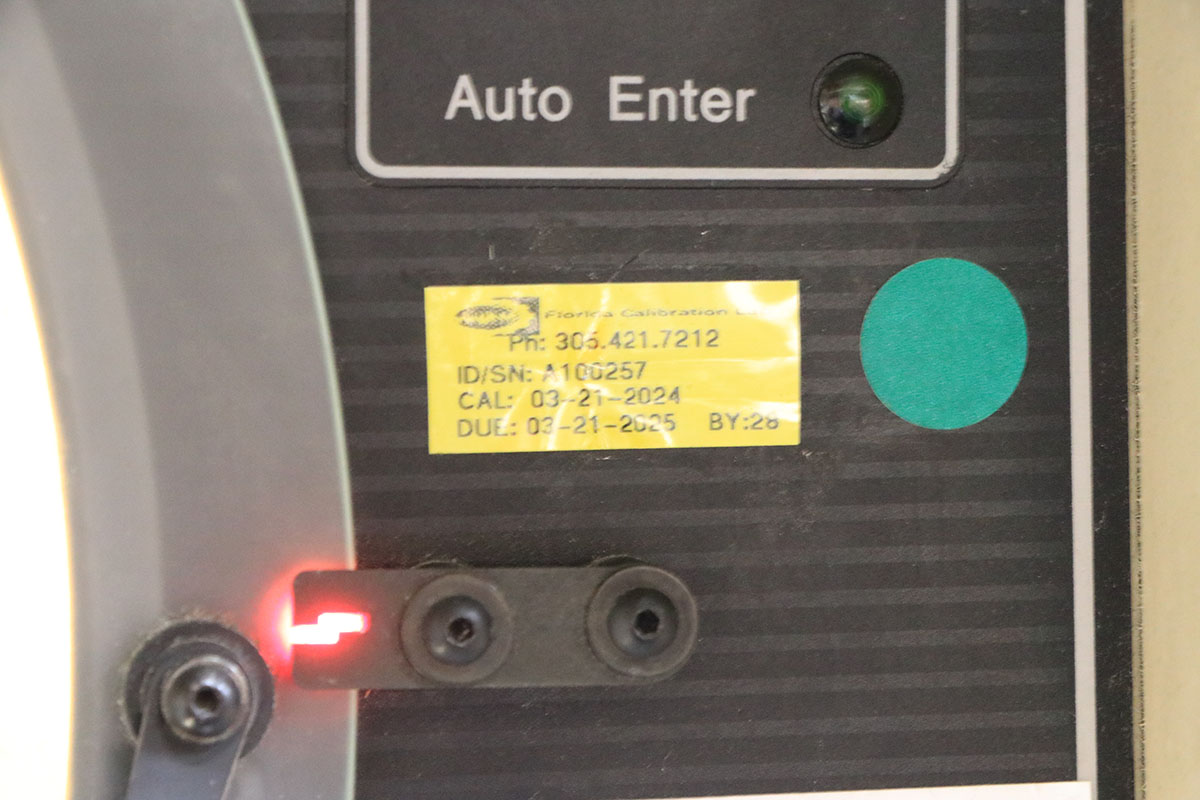 Auto Enter
Florida Calibration
Ph: 305.421.7212
ID/SN: A100257
CAL: 03-21-2024
DUE: 03-21-2025 BY:28